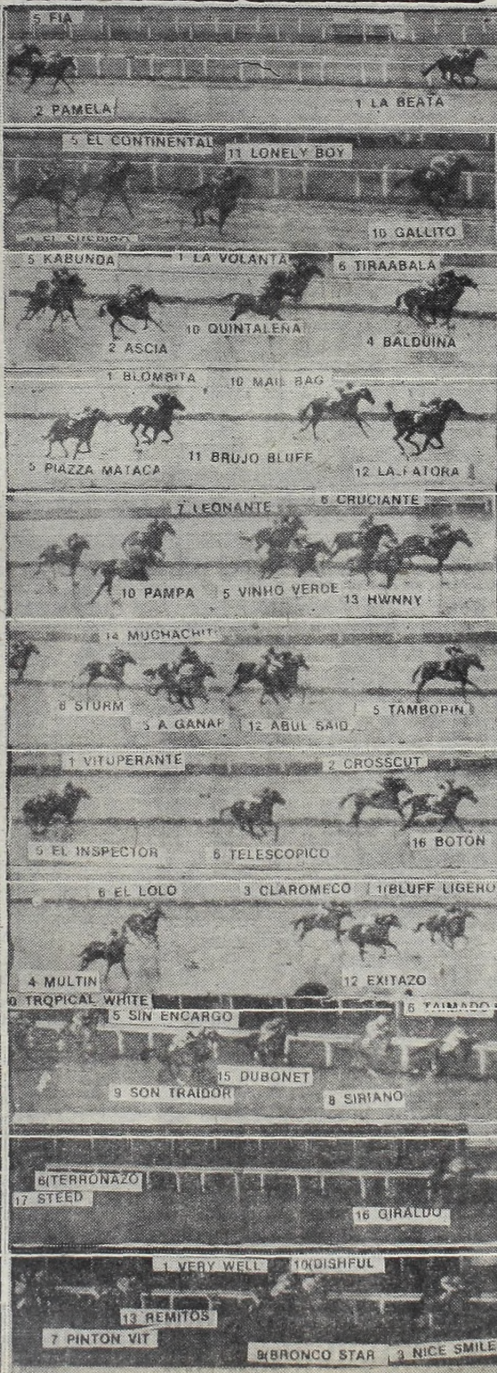 5 FIA
2 PAMELA
1 LA BEATA
5 EL CONTINENTAL
11 LONELY BOY
10 GALLITO
5 KABUNDA
1 LA VOLANTA
6 TIRAABALA
10 QUINTALEÑA
2 ASCIA
4 BALDUINA
1 BLOMBITA
10 MAIL BAG
5 PIAZZA MATACA
11 BRUJO BLUFF
12
7 LEONANTE
6 CRUCIANTE
10 PAMPA
5 VINHO VERDE
13 HWNNY
14
6 STURM
5 A GANAR
12 ABUL SAID
5 TAMBOPIN
1 VITUPERANTE
2 CROSSCUT
EL INSPECTOR
6 TELESCOPICO
16 BOTON
6 EL LOLO
3 CLAROMECO
1(BLUFF LIGERO
4 MULTIN
12 EXITAZO
TROPICAL WHITE
6 TAIMADO
5 SIN ENCARGO
15 DUBONET
9 SON TRAIDOR
8 SIRIANO
6(TERRONAZO
17 STEED
16 GIRALDO
1 VERY WELL
10(DISHFUL
13 REMITOS
7 PINTON VIT
9(BRONCO STAR
3 NICE SMILE